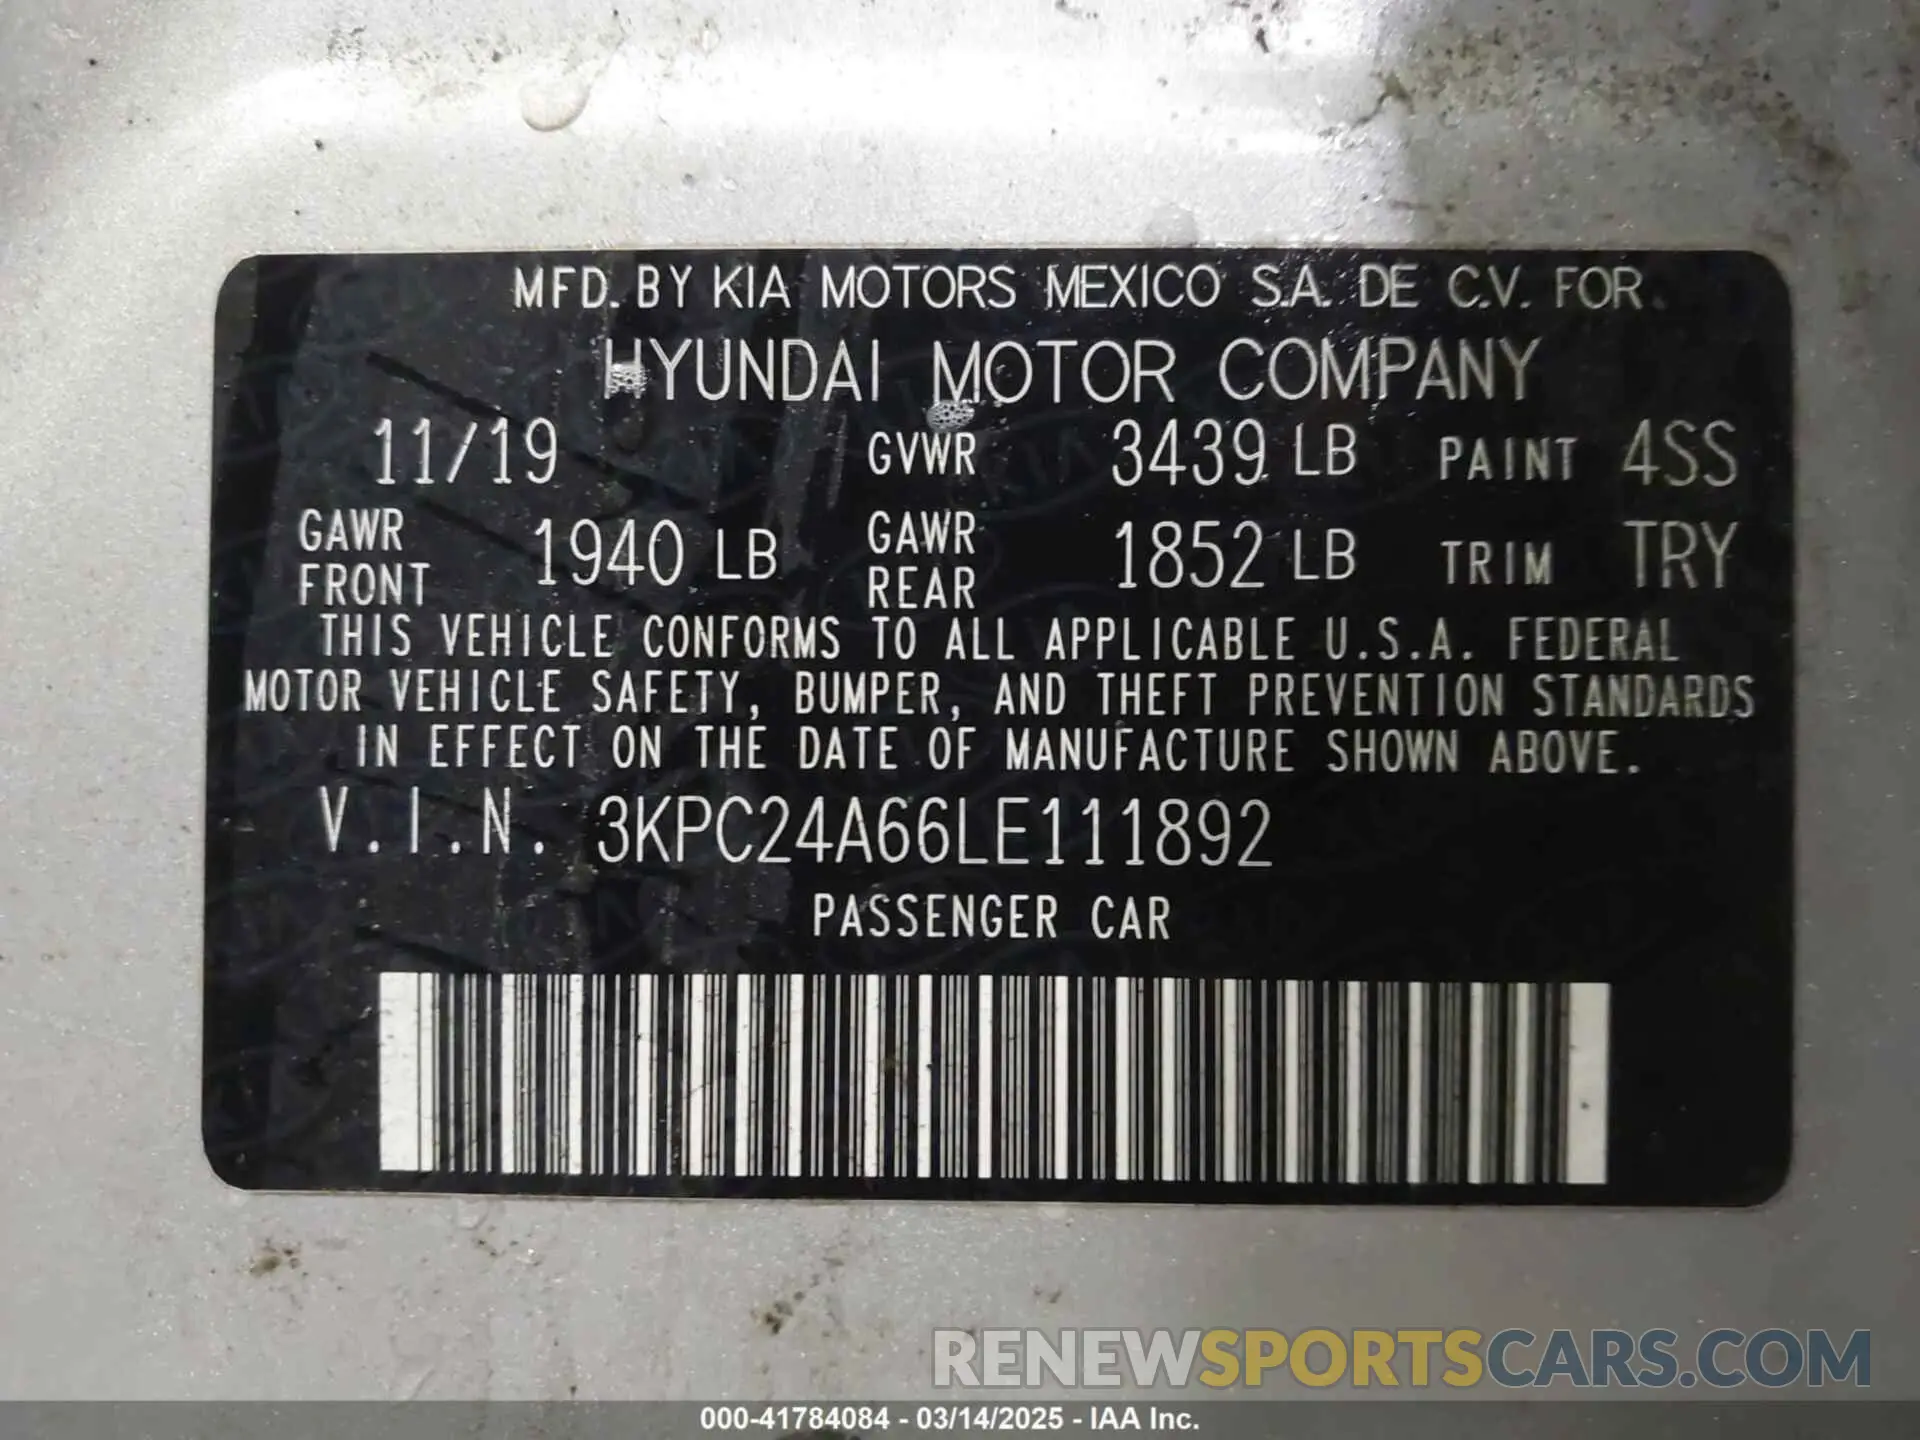 MFD. BY KIA MOTORS MEXICO S.A. DE C.V. FOR
HYUNDAI MOTOR COMPANY
11/19 GVWR 3439 LB PAINT 4SS
GAWR FRONT 1940 LB GAWR REAR 1852 LB TRIM TRY
THIS VEHICLE CONFORMS TO ALL APPLICABLE U.S.A. FEDERAL
MOTOR VEHICLE SAFETY, BUMPER, AND THEFT PREVENTION STANDARDS
IN EFFECT ON THE DATE OF MANUFACTURE SHOWN ABOVE.
V.I.N. 3KPC24A66LE111892
PASSENGER CAR
RENEWSPORTSCARS.COM
000-41784084 - 03/14/2025 - IAA Inc.